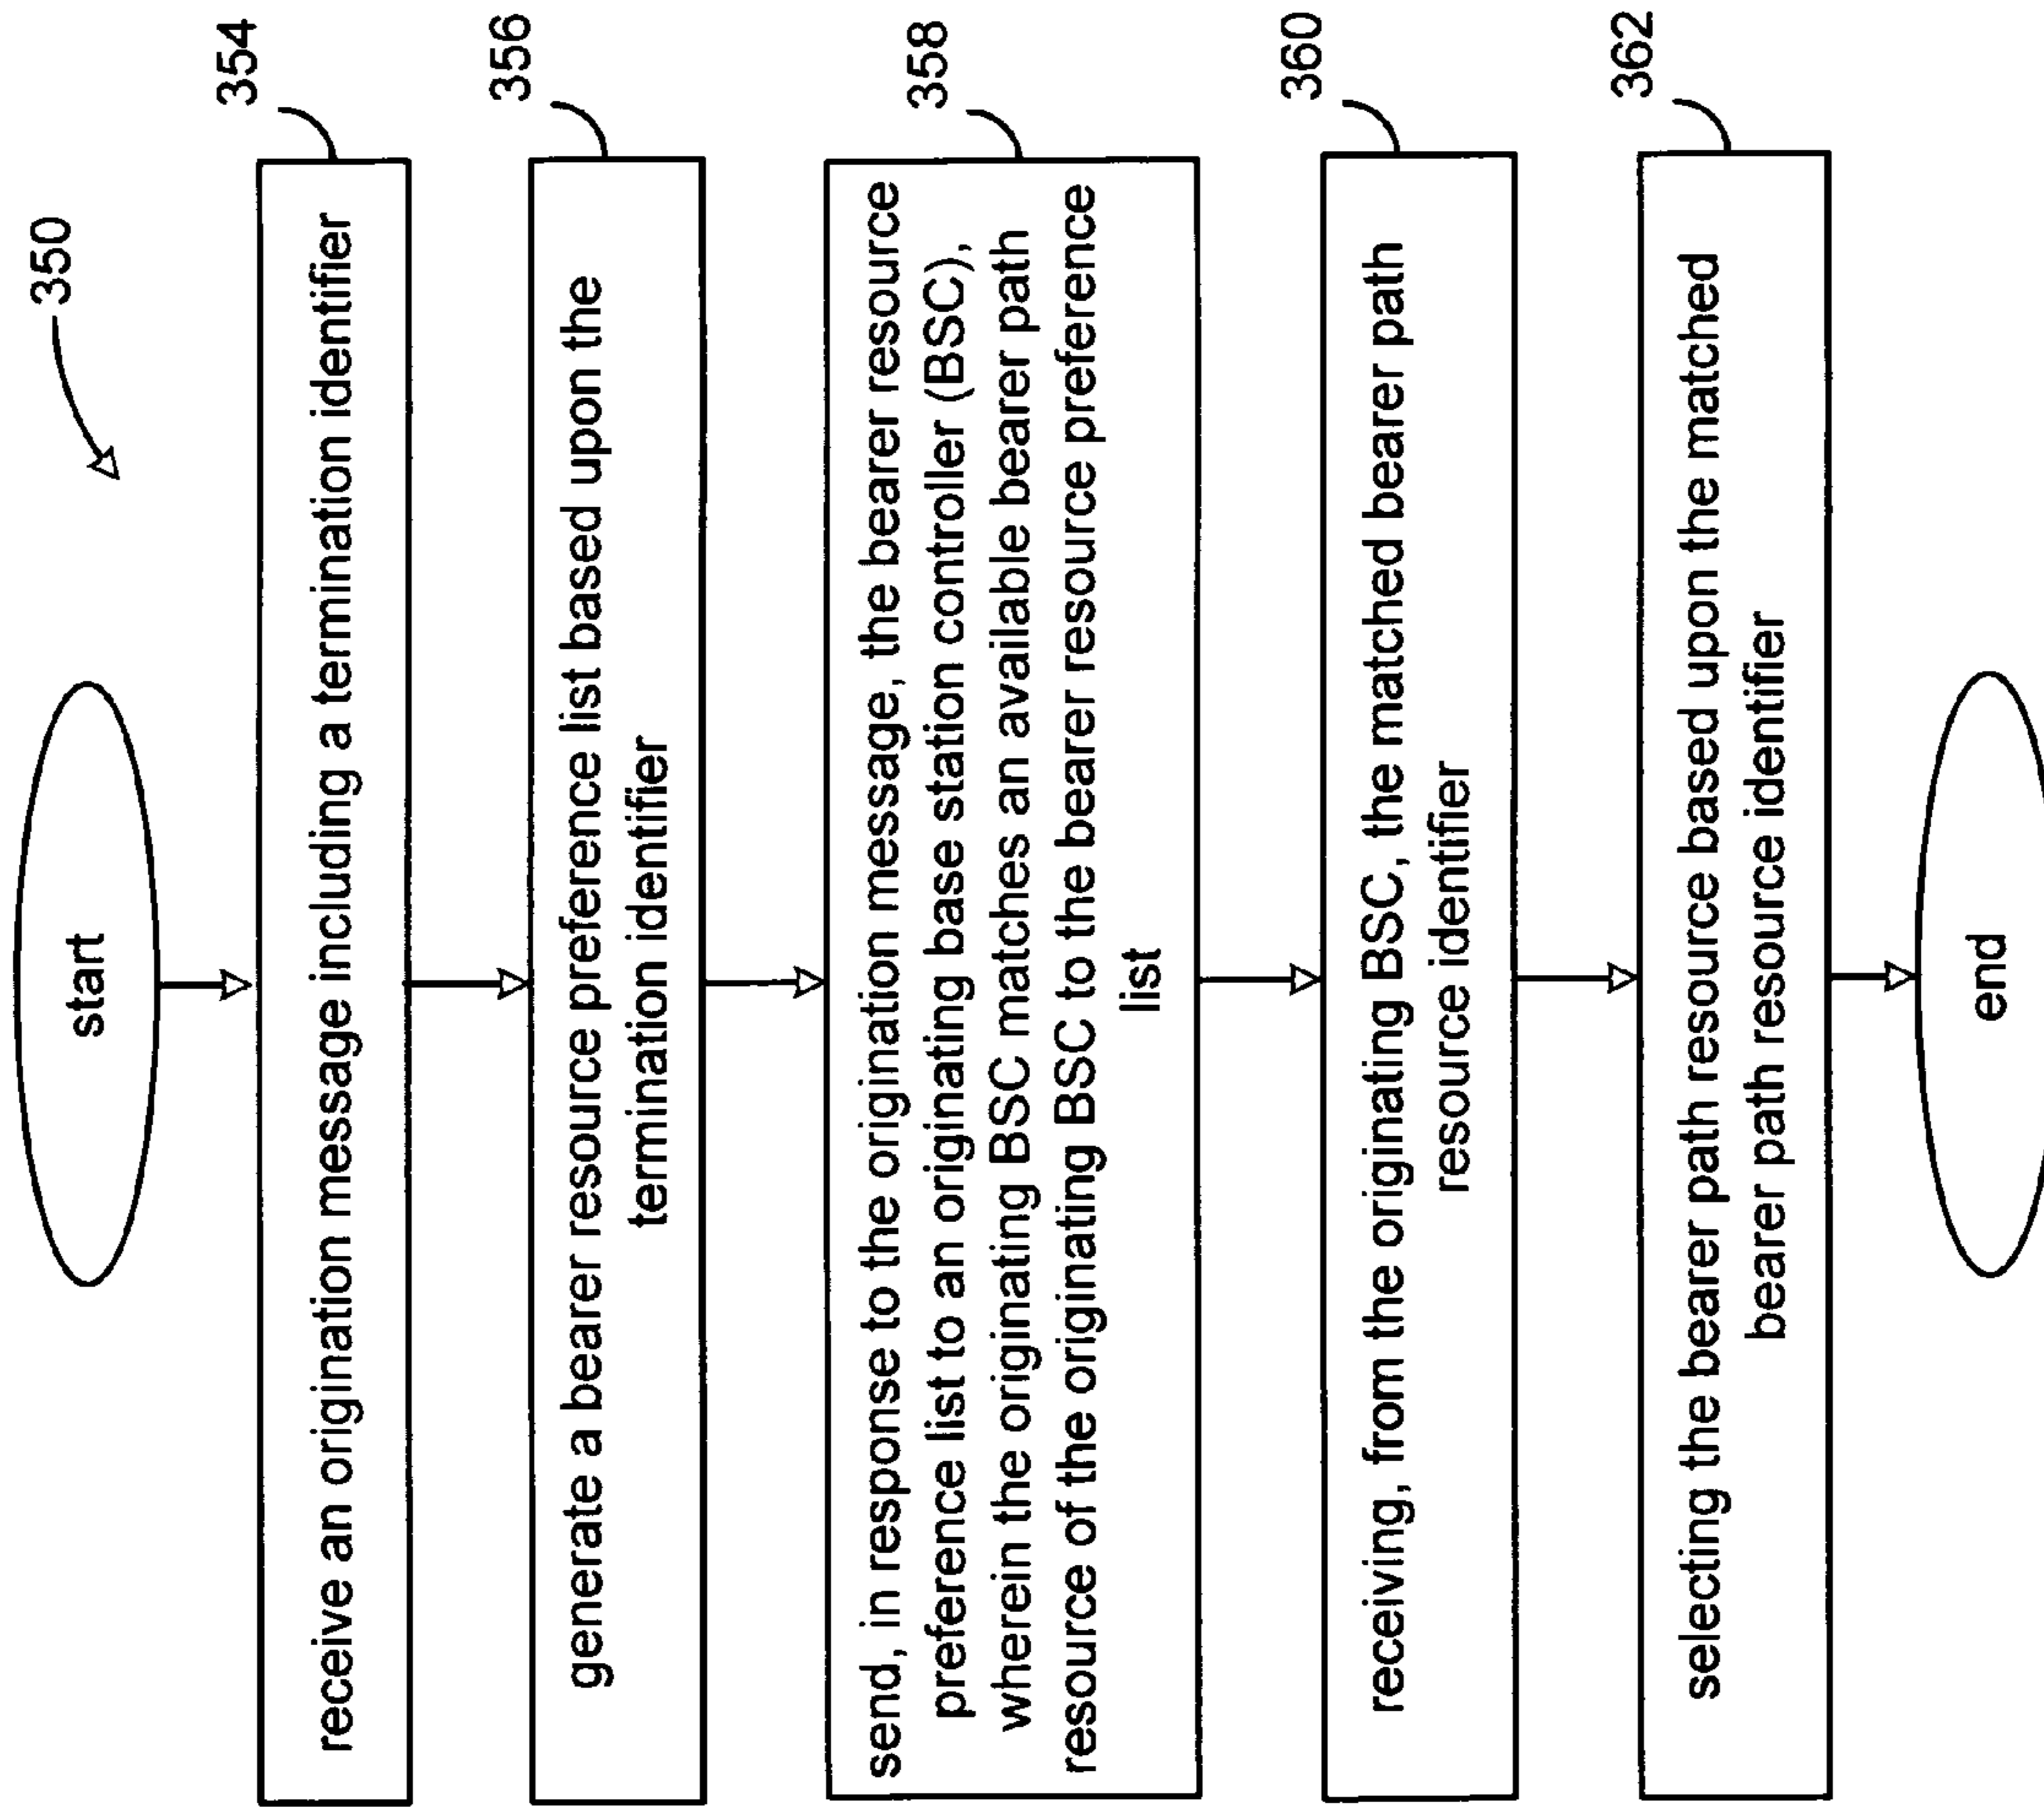 350
start
354
receive an origination message including a termination identifier
356
generate a bearer resource preference list based upon the
termination identifier
358
send, in response to the origination message, the bearer resource
preference list to an originating base station controller (BSC),
wherein the originating BSC matches an available bearer path
resource of the originating BSC to the bearer resource preference
list
360
receiving, from the originating BSC, the matched bearer path
resource identifier
362
selecting the bearer path resource based upon the matched
bearer path resource identifier
end